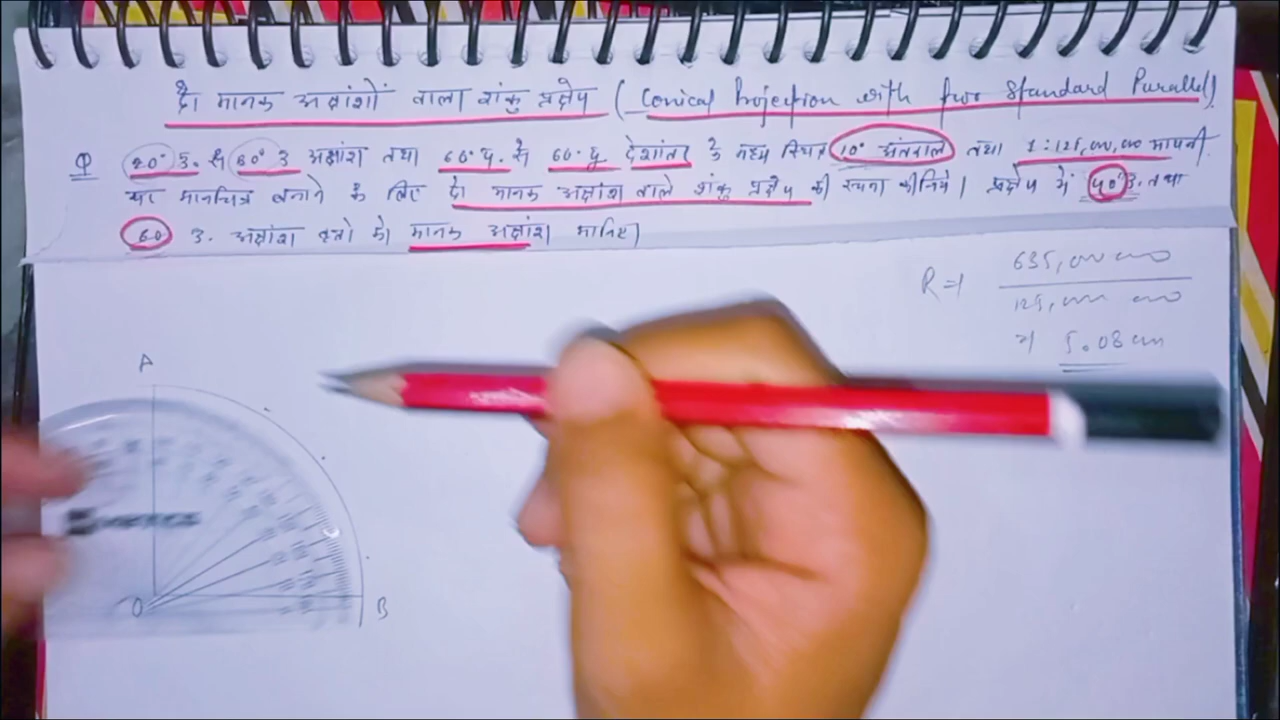 दो मानक अक्षांशों वाला शंकु प्रक्षेप (Conical Projection with two Standard Parallel)
Q 20° उ. से 80° उ अक्षांश तथा 60° प. से 60° पू देशांतर के मध्य स्थित 10° अंतराल तथा 1:125,000,000 मापनी
पर मानचित्र बनाने के लिए दो मानक अक्षांश वाले शंकु प्रक्षेप की रचना कीजिये। प्रक्षेप में 40° उ. तथा
60 उ. अक्षांश वृतो को मानक अक्षांश मानिए।
R = 635,000,000
125,000,000
5.08 cm
A
O
B